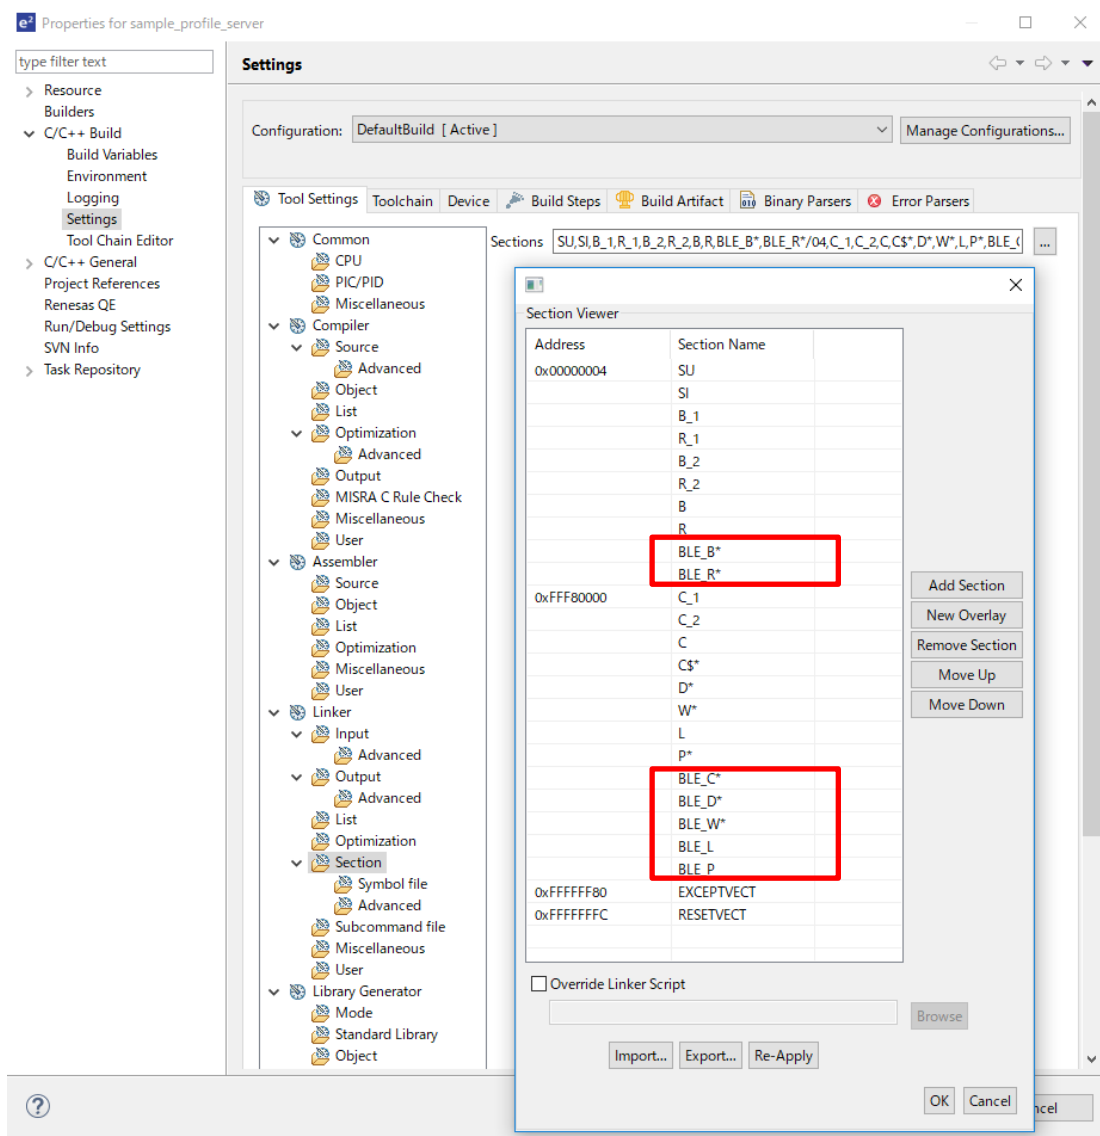 e² Properties for sample_profile_server
type filter text
Resource
Builders
C/C++ Build
Build Variables
Environment
Logging
Settings
Tool Chain Editor
C/C++ General
Project References
Renesas QE
Run/Debug Settings
SVN Info
Task Repository
Settings
Configuration: DefaultBuild [ Active ]
Manage Configurations...
Tool Settings Toolchain Device Build Steps Build Artifact Binary Parsers Error Parsers
Common
CPU
PIC/PID
Miscellaneous
Compiler
Source
Advanced
Object
List
Optimization
Advanced
Output
MISRA C Rule Check
Miscellaneous
User
Assembler
Source
Object
List
Optimization
Miscellaneous
User
Linker
Input
Advanced
Output
Advanced
List
Optimization
Section
Symbol file
Advanced
Subcommand file
Miscellaneous
User
Library Generator
Mode
Standard Library
Object
Sections SU,SI,B_1,R_1,B_2,R_2,B,R,BLE_B*,BLE_R*/04,C_1,C_2,C,C$*,D*,W*,L,P*,BLE_(
...
Section Viewer
Address Section Name
0x00000004 SU
SI
B_1
R_1
B_2
R_2
B
R
BLE_B*
BLE_R*
0xFFF80000 C_1
C_2
C
C$*
D*
W*
L
P*
BLE_C*
BLE_D*
BLE_W*
BLE_L
BLE_P
0xFFFFFF80 EXCEPTVECT
0xFFFFFFFC RESETVECT
Add Section
New Overlay
Remove Section
Move Up
Move Down
Override Linker Script
Browse
Import... Export... Re-Apply
OK Cancel
ncel